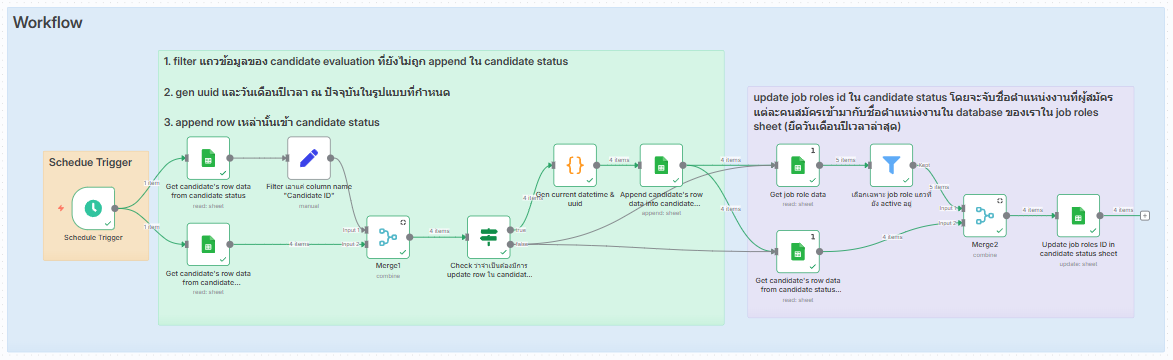 Workflow
1. filter แถวข้อมูลของ candidate evaluation ที่ยังไม่ถูก append ใน candidate status
2. gen uuid และวันเดือนปีเวลา ณ ปัจจุบันในรูปแบบที่กำหนด
3. append row เหล่านั้นเข้า candidate status
update job roles id ใน candidate status โดยจะจับชื่อตำแหน่งงานที่ผู้สมัคร
แต่ละคนสมัครเข้ามากับชื่อตำแหน่งงานใน database ของเราใน job roles
sheet (ยึดวันเดือนปีเวลาล่าสุด)
Schedue Trigger
Schedule Trigger
1 item
1 item
Get candidate's row data
from candidate status
read: sheet
Filter เอาแค่ column name
"Candidate ID"
manual
Get candidate's row data
from candidate...
read: sheet
4 items
Input 1
Input 2
Merge1
combine
4 items
true
false
Check ว่าจำเป็นต้องมีการ
update row ใน candidat...
4 items
Gen current datetime &
uuid
4 items
Append candidate's row
data into candidate...
append: sheet
4 items
4 items
1
Get job role data
read: sheet
5 items
เลือกเฉพาะ job role แถวที่
ยัง active อยู่
Kept
5 items
1
Get candidate's row data
from candidate status...
read: sheet
4 items
Input 1
Input 2
Merge2
combine
4 items
Update job roles ID in
candidate status sheet
update: sheet
4 items